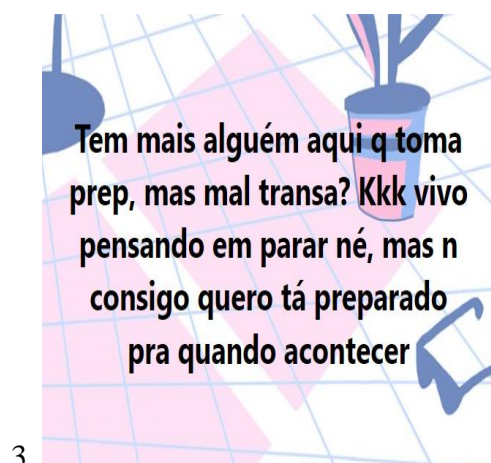 Tem mais alguém aqui q toma
prep, mas mal transa? Kkk vivo
pensando em parar né, mas n
consigo quero tá preparado
pra quando acontecer
3